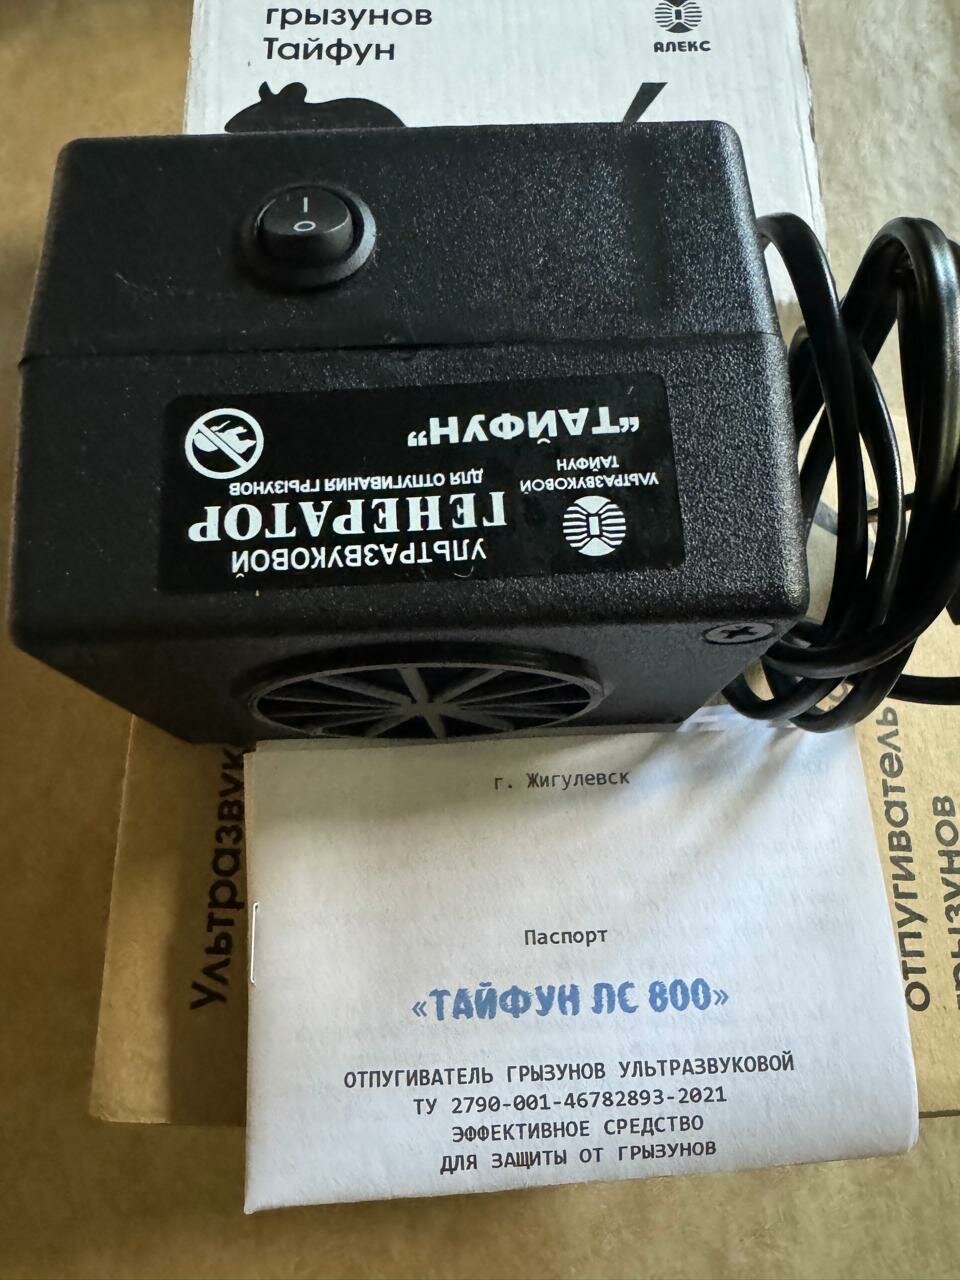 грызунов
Тайфун
АЛЕКС
I
O
УЛЬТРАЗВУКОВОЙ
ГЕНЕРАТОР
ДЛЯ ОТПУГИВАНИЯ ГРЫЗУНОВ
УЛЬТРАЗВУКОВОЙ
ТАЙФУН
“ТАЙФУН”
г. Жигулевск
Паспорт
«ТАЙФУН ЛС 800»
ОТПУГИВАТЕЛЬ ГРЫЗУНОВ УЛЬТРАЗВУКОВОЙ
ТУ 2790-001-46782893-2021
ЭФФЕКТИВНОЕ СРЕДСТВО
ДЛЯ ЗАЩИТЫ ОТ ГРЫЗУНОВ
отпугиватель
грызунов